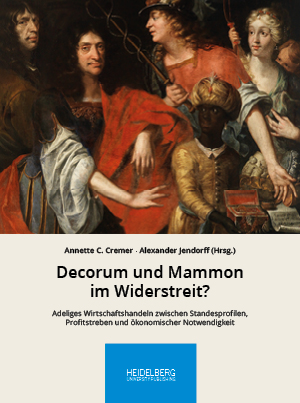 Annette C. Cremer · Alexander Jendorff (Hrsg.)
Decorum und Mammon
im Widerstreit?
Adeliges Wirtschaftshandeln zwischen Standesprofilen,
Profitstreben und ökonomischer Notwendigkeit
HEIDELBERG
UNIVERSITY PUBLISHING